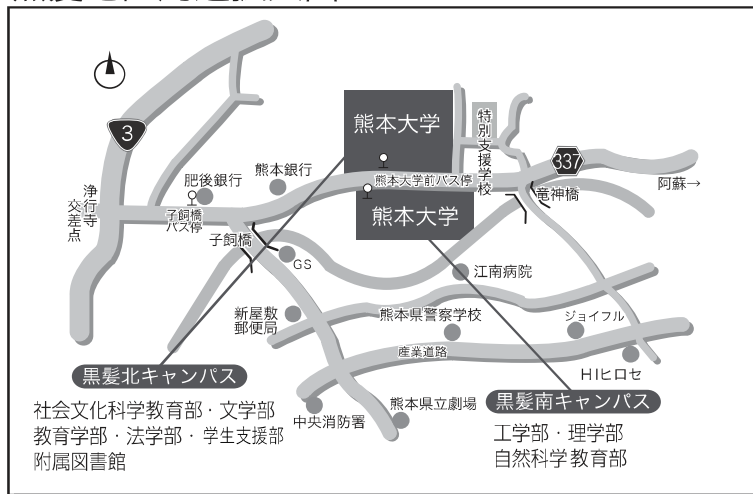 熊本大学
特別支援学校
3
337
熊本銀行
肥後銀行
熊本大学前バス停
阿蘇→
竜神橋
浄行寺
交差点
子飼橋
バス停
熊本大学
子飼橋
GS
江南病院
新屋敷
郵便局
熊本県警察学校
ジョイフル
産業道路
HIヒロセ
黒髪北キャンパス
社会文化科学教育部・文学部
教育学部・法学部・学生支援部
附属図書館
中央消防署
熊本県立劇場
黒髪南キャンパス
工学部・理学部
自然科学教育部